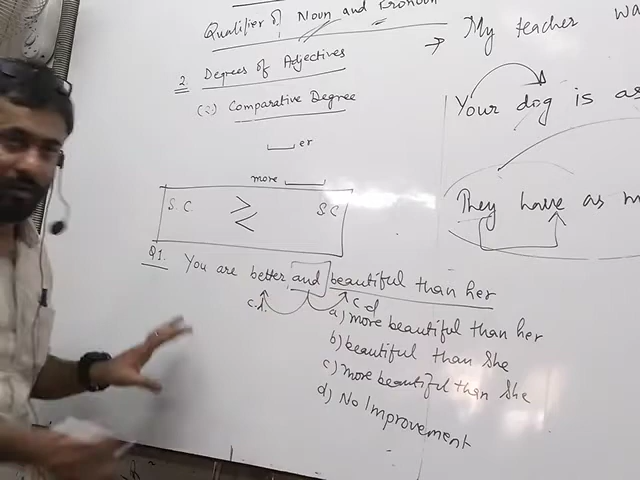 Qualifier of Noun and Pronoun
2 Degrees of Adjectives
(2) Comparative Degree
er
more
S.C > < S C
Q1. You are better and beautiful than her
c.d. c d
a) more beautiful than her
b) beautiful than She
c) more beautiful than She
d) No Improvement
→ My teacher wa
Your dog is as
They have as m